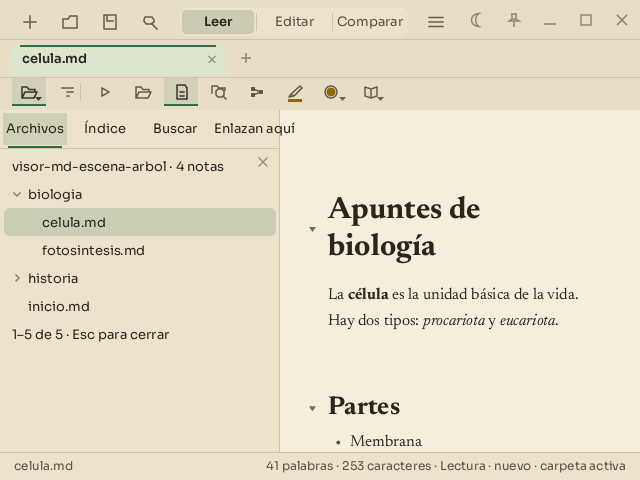 Leer Editar Comparar
celula.md
Archivos Índice Buscar Enlazan aquí
visor-md-escena-arbol · 4 notas
biologia
celula.md
fotosintesis.md
historia
inicio.md
1–5 de 5 · Esc para cerrar
Apuntes de
biología
La célula es la unidad básica de la vida.
Hay dos tipos: procariota y eucariota.
Partes
• Membrana
celula.md
41 palabras · 253 caracteres · Lectura · nuevo · carpeta activa